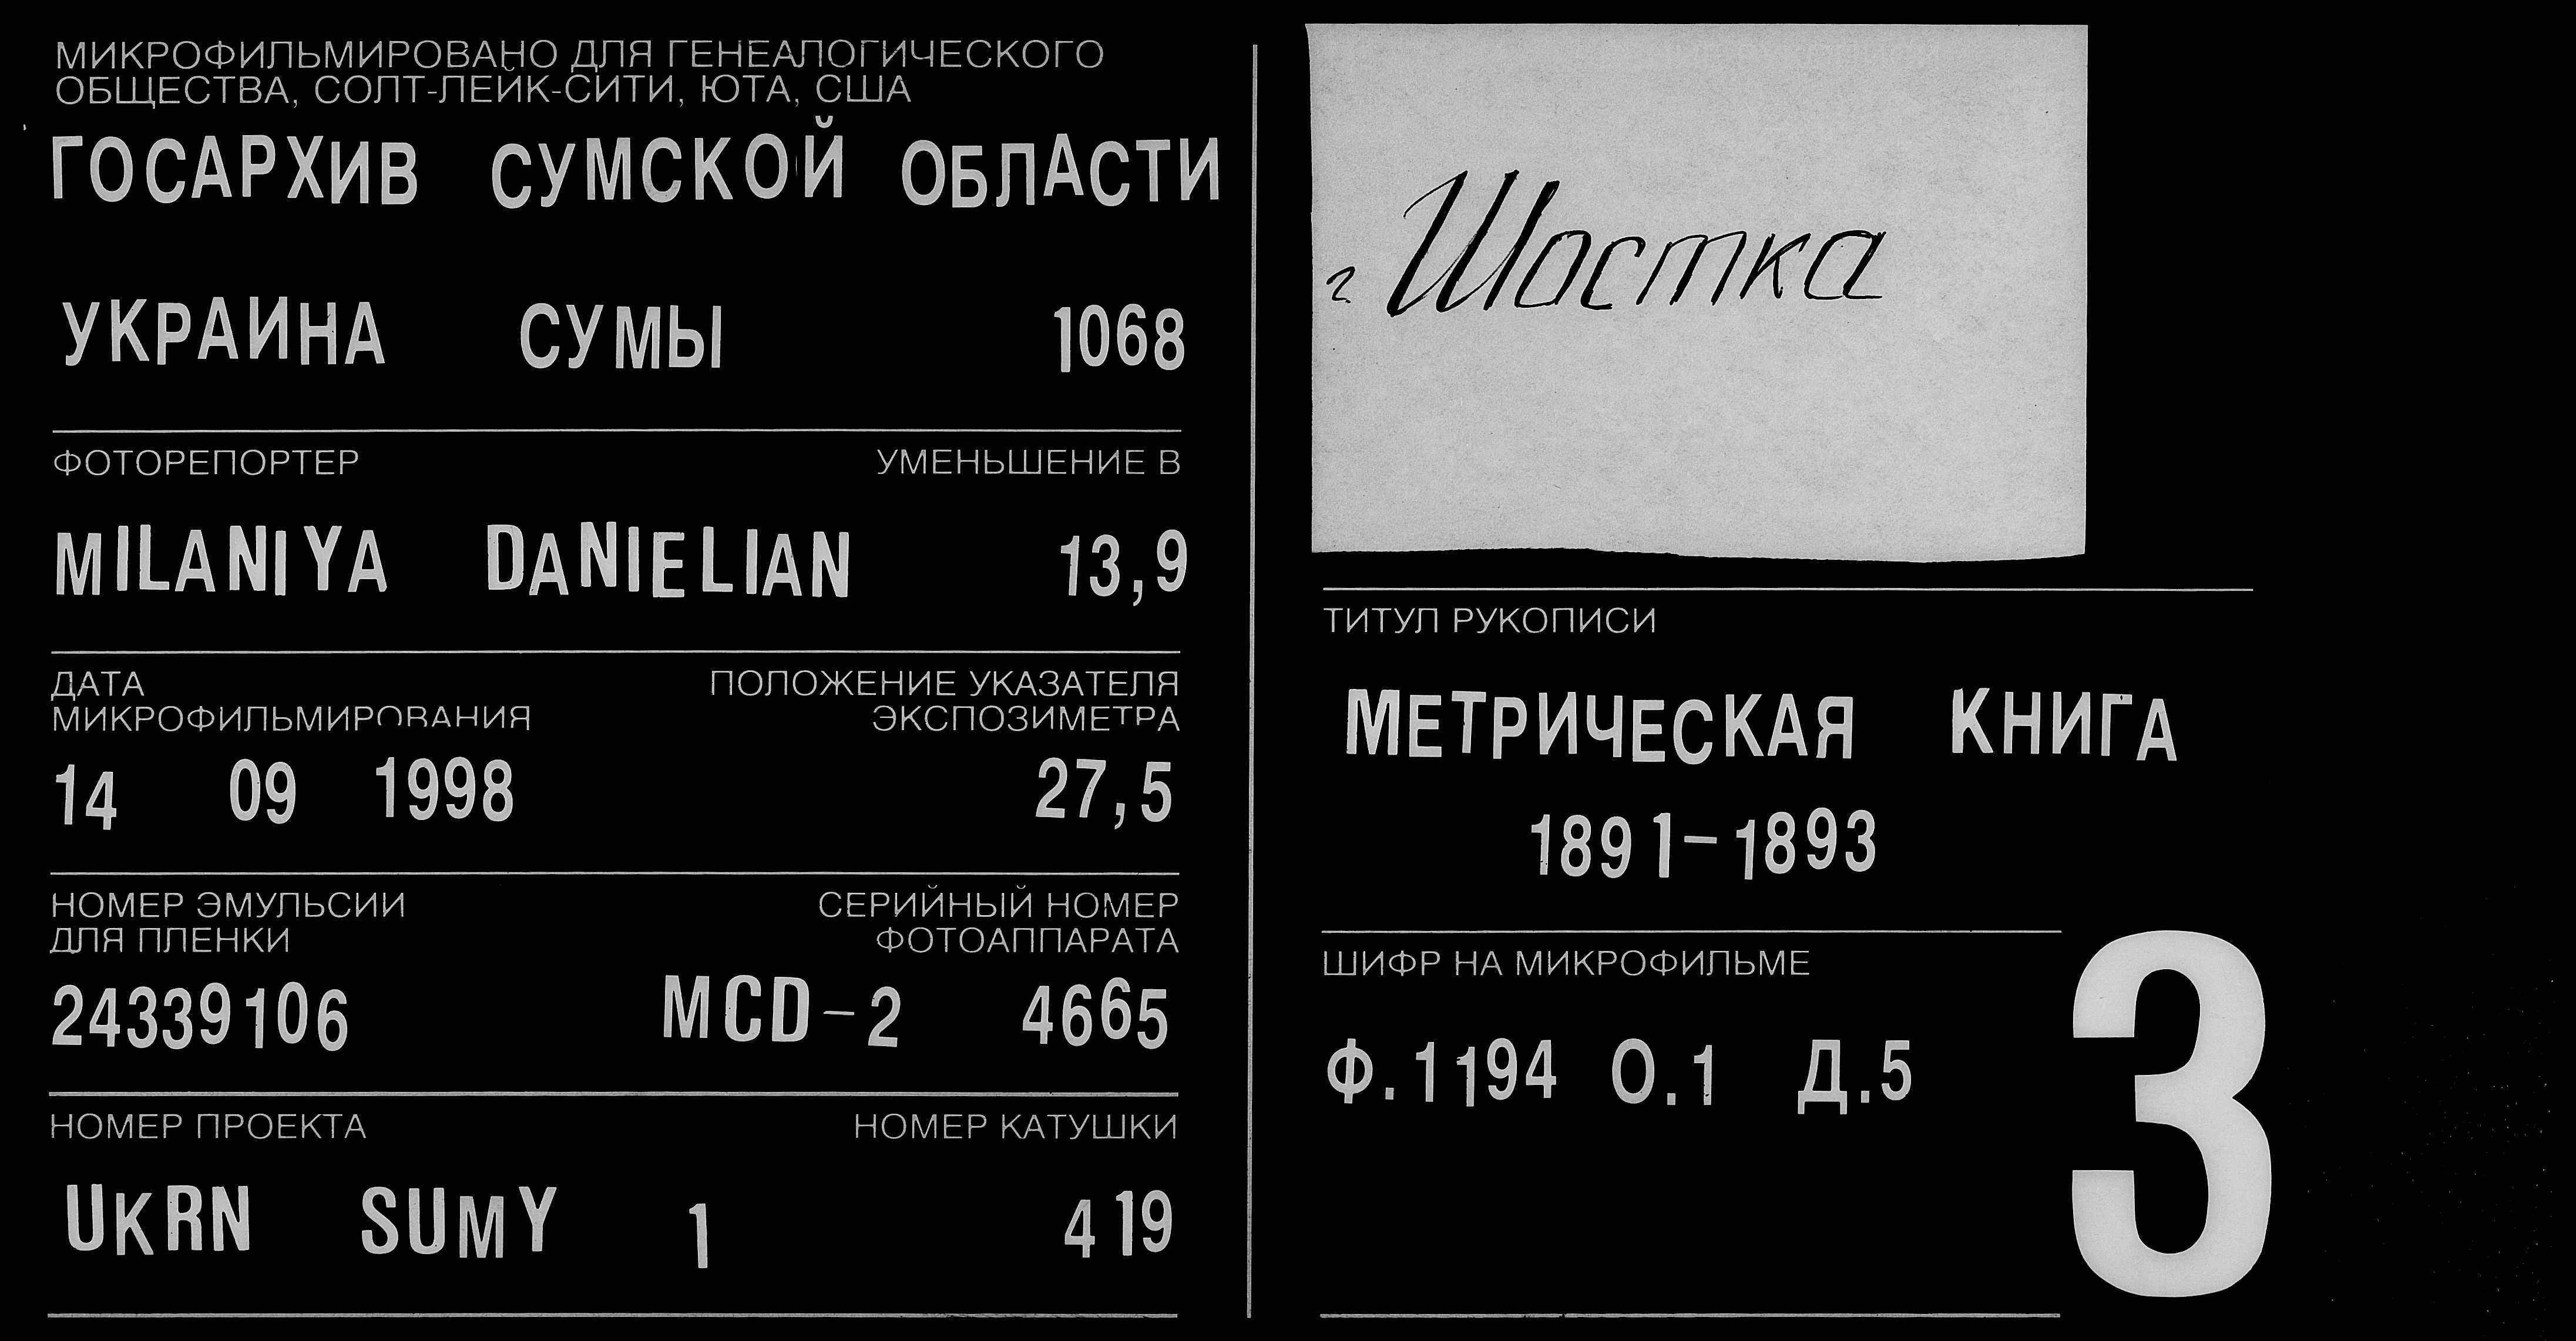 МИКРОФИЛЬМИРОВАНО ДЛЯ ГЕНЕАЛОГИЧЕСКОГО
ОБЩЕСТВА, СОЛТ-ЛЕЙК-СИТИ, ЮТА, США
ГОСАРХИВ СУМСКОЙ ОБЛАСТИ
УКРАИНА СУМЫ 1068
ФОТОРЕПОРТЕР УМЕНЬШЕНИЕ В
MILANIYA DANIELIAN 13,9
ДАТА ПОЛОЖЕНИЕ УКАЗАТЕЛЯ
МИКРОФИЛЬМИРОВАНИЯ ЭКСПОЗИМЕТРА
14 09 1998 27,5
НОМЕР ЭМУЛЬСИИ СЕРИЙНЫЙ НОМЕР
ДЛЯ ПЛЕНКИ ФОТОАППАРАТА
24339106 MCD-2 4665
НОМЕР ПРОЕКТА НОМЕР КАТУШКИ
UKRN SUMY 1 419
г Шостка
ТИТУЛ РУКОПИСИ
МЕТРИЧЕСКАЯ КНИГА
1891-1893
ШИФР НА МИКРОФИЛЬМЕ
Ф.1194 О.1 Д.5
3